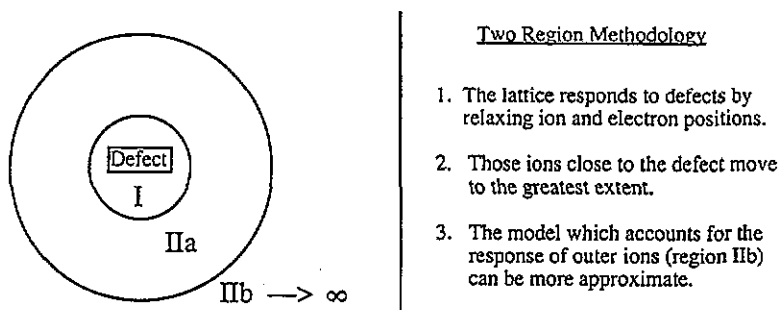 Defect
I
IIa
IIb —> ∞
Two Region Methodology
1. The lattice responds to defects by
relaxing ion and electron positions.
2. Those ions close to the defect move
to the greatest extent.
3. The model which accounts for the
response of outer ions (region IIb)
can be more approximate.